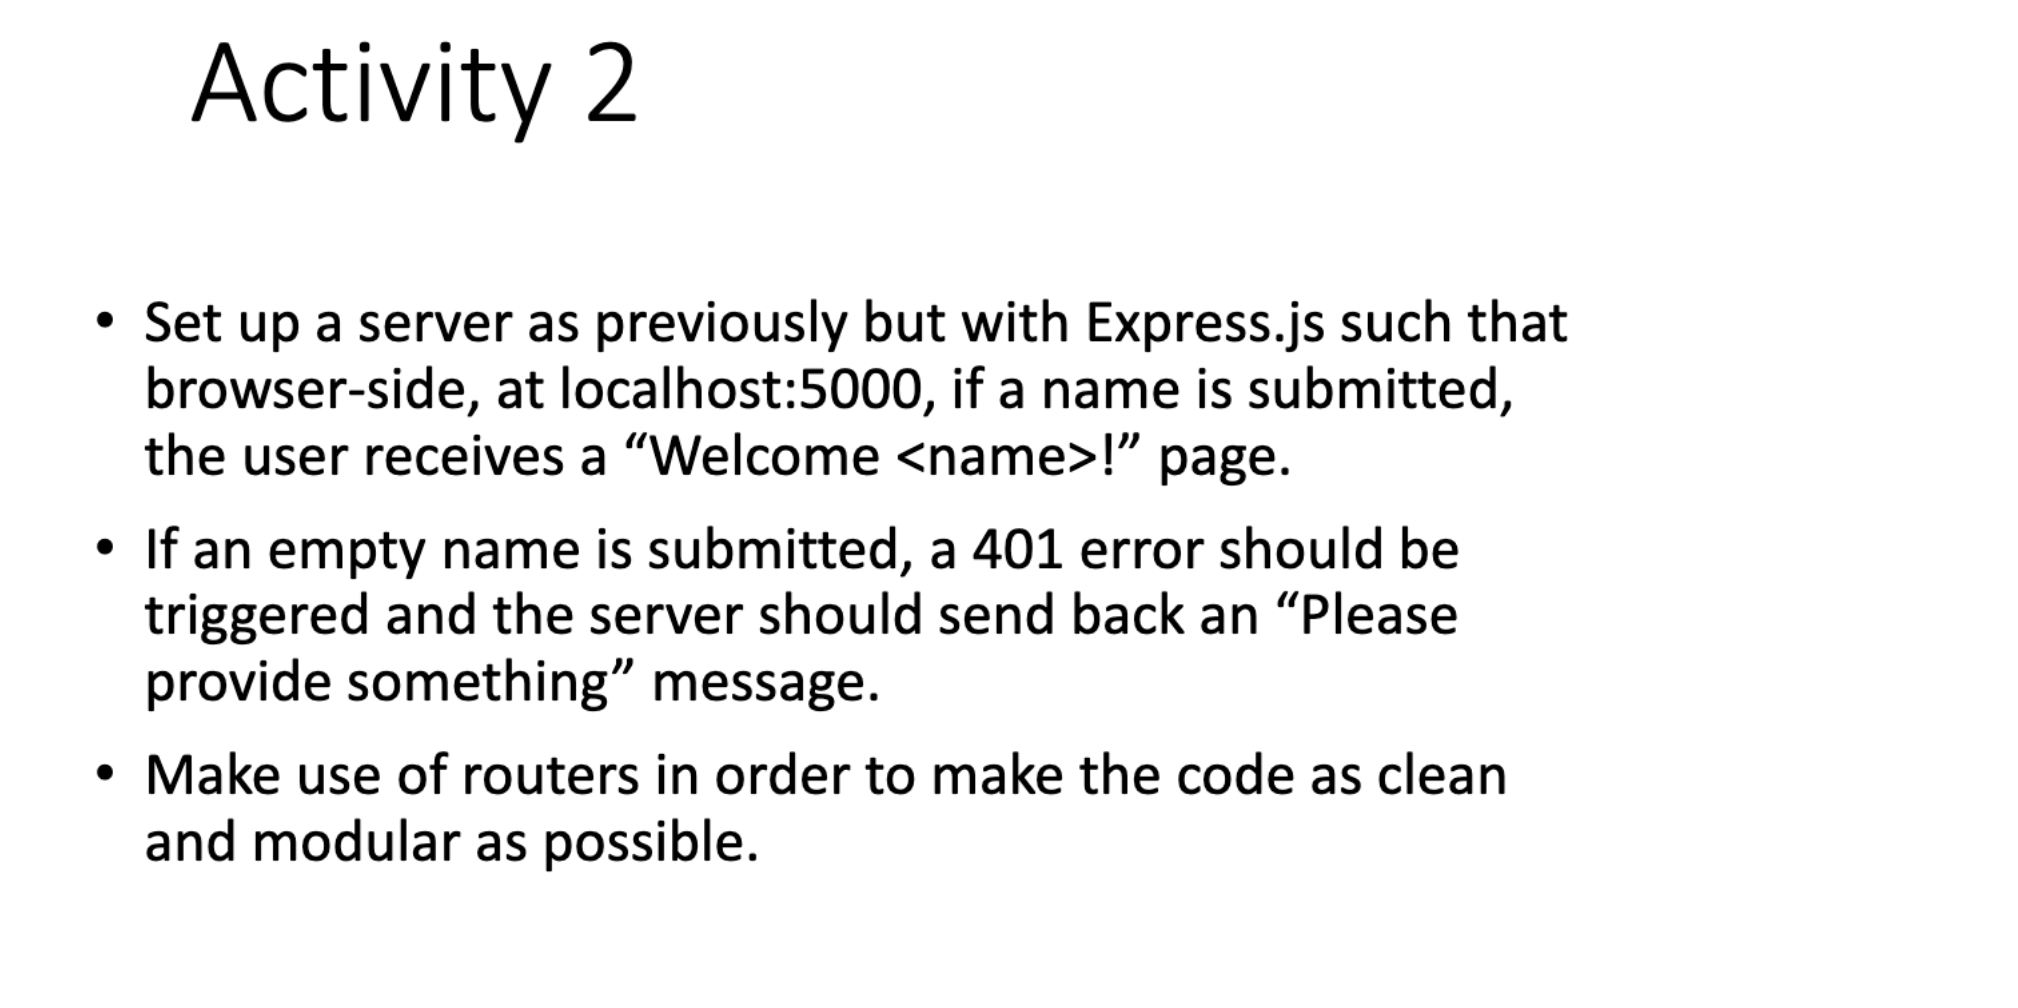 Activity 2
• Set up a server as previously but with Express.js such that
browser-side, at localhost:5000, if a name is submitted,
the user receives a “Welcome <name>!” page.
• If an empty name is submitted, a 401 error should be
triggered and the server should send back an “Please
provide something” message.
• Make use of routers in order to make the code as clean
and modular as possible.